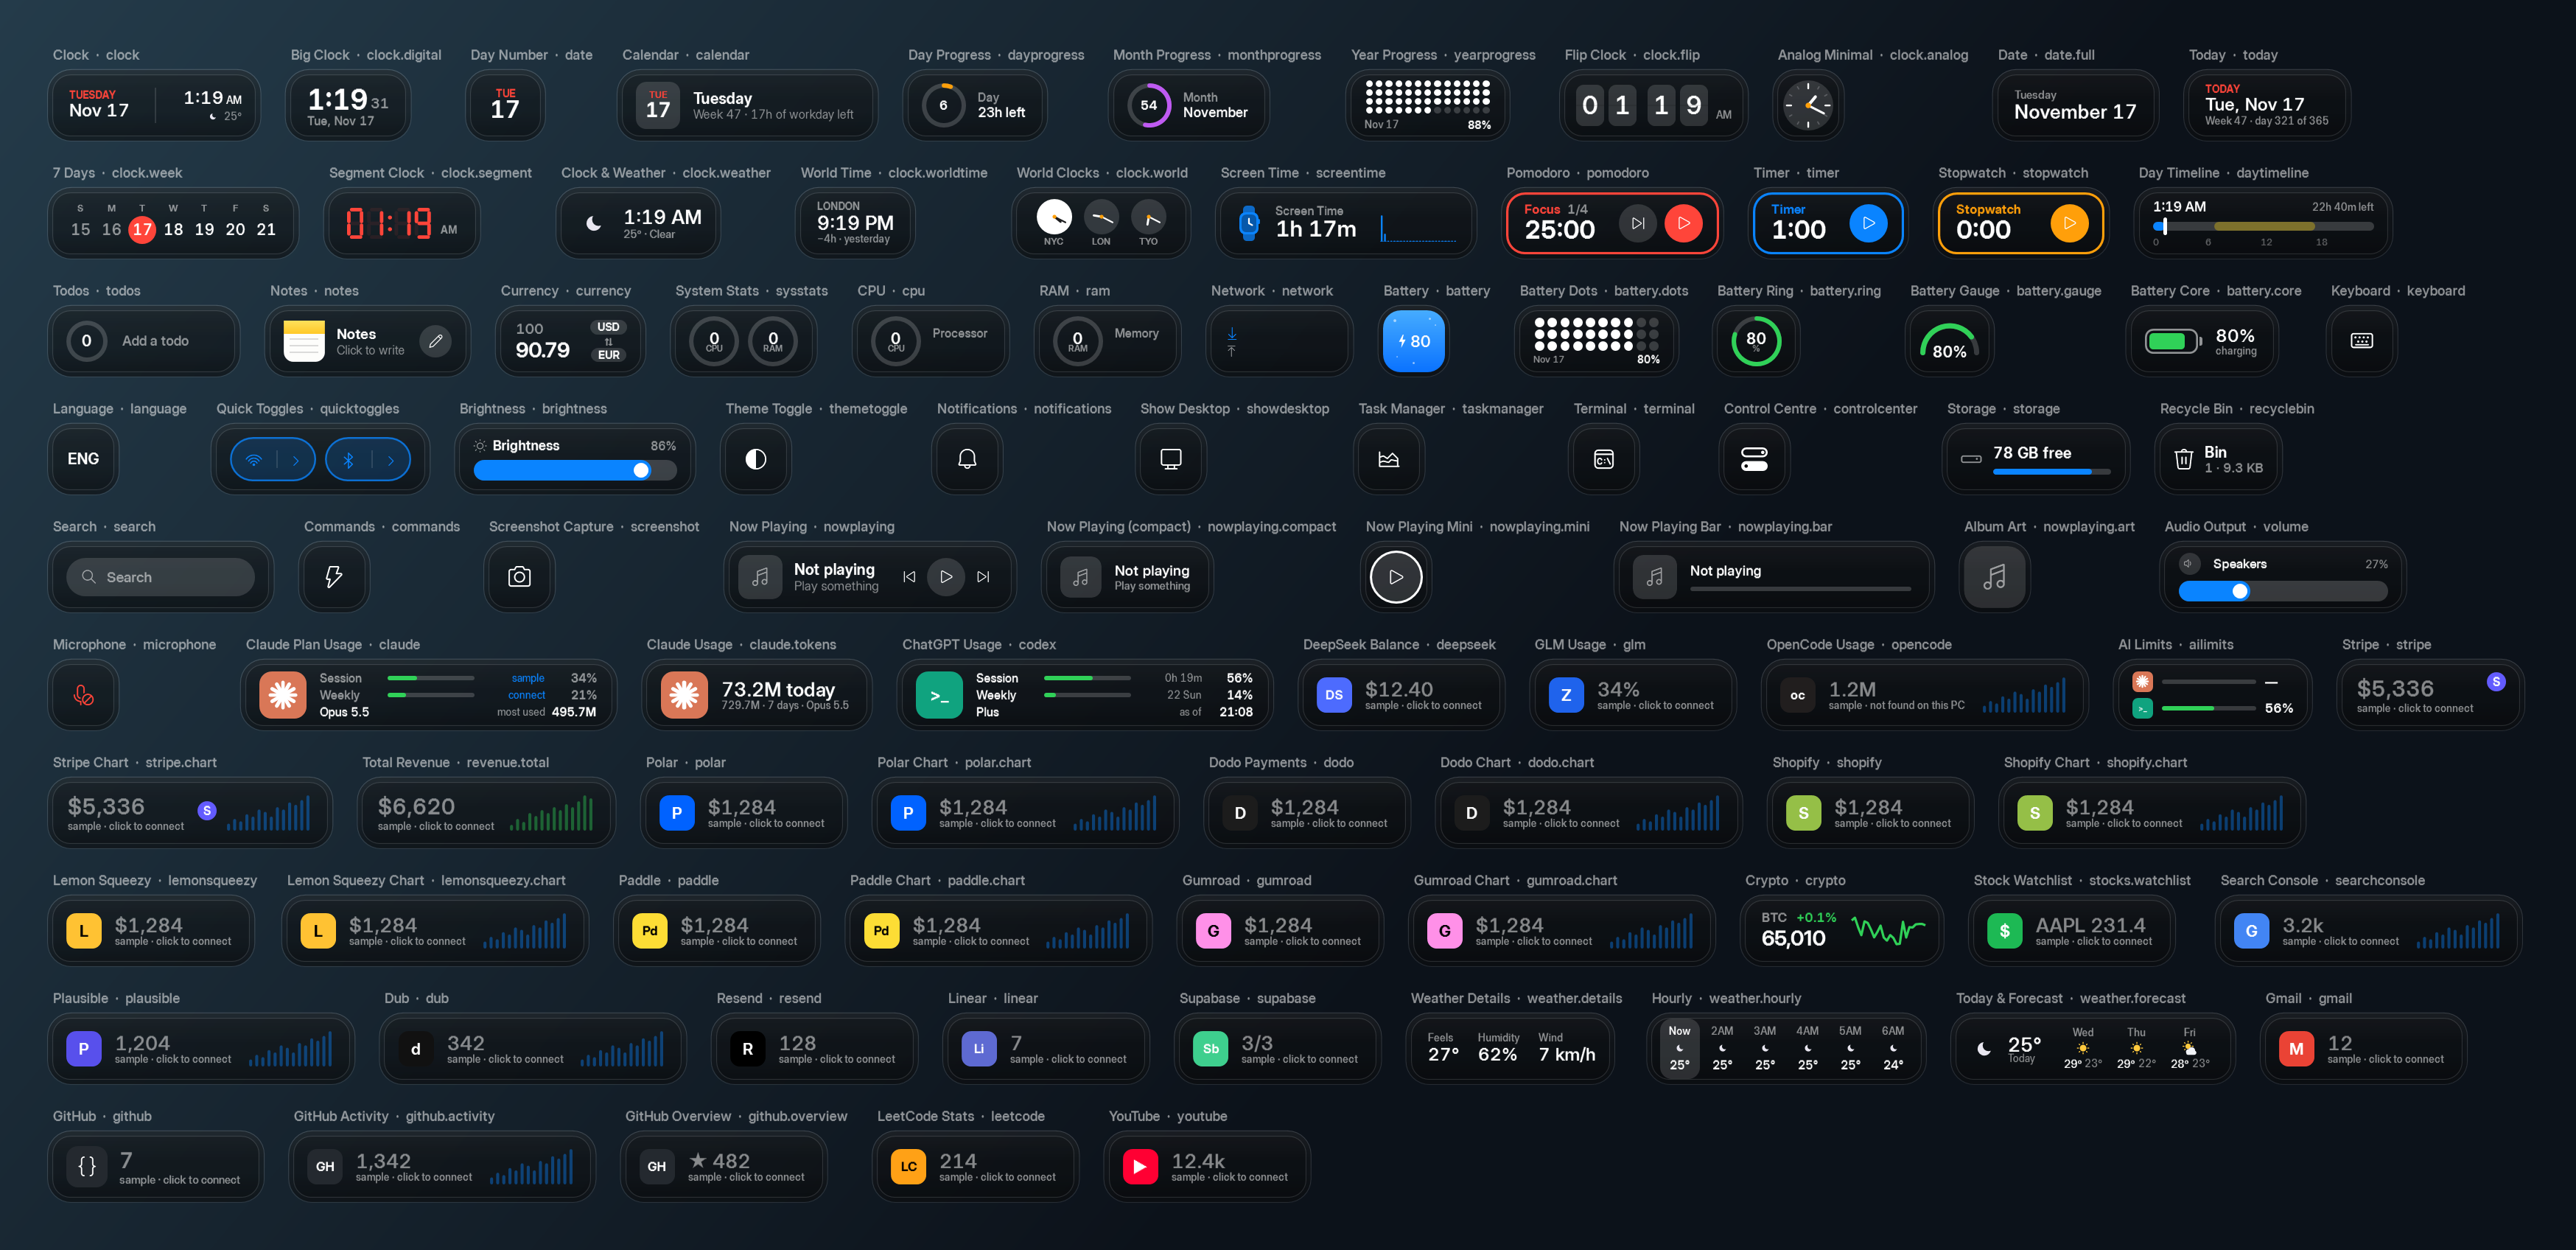 Clock · clock
Big Clock · clock.digital
Day Number · date
Calendar · calendar
Day Progress · dayprogress
Month Progress · monthprogress
Year Progress · yearprogress
Flip Clock · clock.flip
Analog Minimal · clock.analog
Date · date.full
Today · today
TUESDAY
Nov 17
1:19 AM
25°
1:19 31
Tue, Nov 17
TUE
17
TUE
17
Tuesday
Week 47 · 17h of workday left
6
Day
23h left
54
Month
November
Nov 17
88%
01 19 AM
Tuesday
November 17
TODAY
Tue, Nov 17
Week 47 · day 321 of 365
7 Days · clock.week
Segment Clock · clock.segment
Clock & Weather · clock.weather
World Time · clock.worldtime
World Clocks · clock.world
Screen Time · screentime
Pomodoro · pomodoro
Timer · timer
Stopwatch · stopwatch
Day Timeline · daytimeline
S M T W T F S
15 16 17 18 19 20 21
01:19 AM
1:19 AM
25° · Clear
LONDON
9:19 PM
−4h · yesterday
NYC LON TYO
Screen Time
1h 17m
Focus 1/4
25:00
Timer
1:00
Stopwatch
0:00
1:19 AM
22h 40m left
0 6 12 18
Todos · todos
Notes · notes
Currency · currency
System Stats · sysstats
CPU · cpu
RAM · ram
Network · network
Battery · battery
Battery Dots · battery.dots
Battery Ring · battery.ring
Battery Gauge · battery.gauge
Battery Core · battery.core
Keyboard · keyboard
0
Add a todo
Notes
Click to write
100
90.79
USD
EUR
0
CPU
0
RAM
0
CPU
Processor
0
RAM
Memory
80
Nov 17
80%
80
%
80%
80%
charging
Language · language
Quick Toggles · quicktoggles
Brightness · brightness
Theme Toggle · themetoggle
Notifications · notifications
Show Desktop · showdesktop
Task Manager · taskmanager
Terminal · terminal
Control Centre · controlcenter
Storage · storage
Recycle Bin · recyclebin
ENG
Brightness
86%
C:\
78 GB free
Bin
1 · 9.3 KB
Search · search
Commands · commands
Screenshot Capture · screenshot
Now Playing · nowplaying
Now Playing (compact) · nowplaying.compact
Now Playing Mini · nowplaying.mini
Now Playing Bar · nowplaying.bar
Album Art · nowplaying.art
Audio Output · volume
Search
Not playing
Play something
Not playing
Play something
Not playing
Speakers
27%
Microphone · microphone
Claude Plan Usage · claude
Claude Usage · claude.tokens
ChatGPT Usage · codex
DeepSeek Balance · deepseek
GLM Usage · glm
OpenCode Usage · opencode
AI Limits · ailimits
Stripe · stripe
Session sample 34%
Weekly connect 21%
Opus 5.5 most used 495.7M
73.2M today
729.7M · 7 days · Opus 5.5
>_
Session 0h 19m 56%
Weekly 22 Sun 14%
Plus as of 21:08
DS
$12.40
sample · click to connect
Z
34%
sample · click to connect
oc
1.2M
sample · not found on this PC
—
>_
56%
$5,336
S
sample · click to connect
Stripe Chart · stripe.chart
Total Revenue · revenue.total
Polar · polar
Polar Chart · polar.chart
Dodo Payments · dodo
Dodo Chart · dodo.chart
Shopify · shopify
Shopify Chart · shopify.chart
$5,336
sample · click to connect
S
$6,620
sample · click to connect
P
$1,284
sample · click to connect
P
$1,284
sample · click to connect
D
$1,284
sample · click to connect
D
$1,284
sample · click to connect
S
$1,284
sample · click to connect
S
$1,284
sample · click to connect
Lemon Squeezy · lemonsqueezy
Lemon Squeezy Chart · lemonsqueezy.chart
Paddle · paddle
Paddle Chart · paddle.chart
Gumroad · gumroad
Gumroad Chart · gumroad.chart
Crypto · crypto
Stock Watchlist · stocks.watchlist
Search Console · searchconsole
L
$1,284
sample · click to connect
L
$1,284
sample · click to connect
Pd
$1,284
sample · click to connect
Pd
$1,284
sample · click to connect
G
$1,284
sample · click to connect
G
$1,284
sample · click to connect
BTC +0.1%
65,010
$
AAPL 231.4
sample · click to connect
G
3.2k
sample · click to connect
Plausible · plausible
Dub · dub
Resend · resend
Linear · linear
Supabase · supabase
Weather Details · weather.details
Hourly · weather.hourly
Today & Forecast · weather.forecast
Gmail · gmail
P
1,204
sample · click to connect
d
342
sample · click to connect
R
128
sample · click to connect
Li
7
sample · click to connect
Sb
3/3
sample · click to connect
Feels Humidity Wind
27° 62% 7 km/h
Now 2AM 3AM 4AM 5AM 6AM
25° 25° 25° 25° 25° 24°
25°
Today
Wed Thu Fri
29° 23° 29° 22° 28° 23°
M
12
sample · click to connect
GitHub · github
GitHub Activity · github.activity
GitHub Overview · github.overview
LeetCode Stats · leetcode
YouTube · youtube
{}
7
sample · click to connect
GH
1,342
sample · click to connect
GH
★ 482
sample · click to connect
LC
214
sample · click to connect
12.4k
sample · click to connect